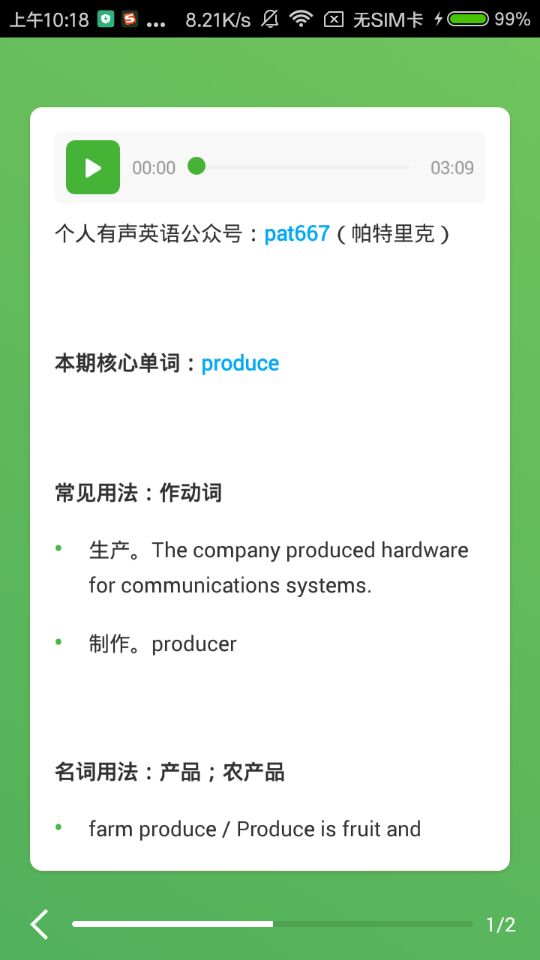 上午10:18 ... 8.21K/s 无SIM卡 99%
00:00 03:09
个人有声英语公众号：pat667（帕特里克）
本期核心单词：produce
常见用法：作动词
• 生产。The company produced hardware
for communications systems.
• 制作。producer
名词用法：产品；农产品
• farm produce / Produce is fruit and
1/2